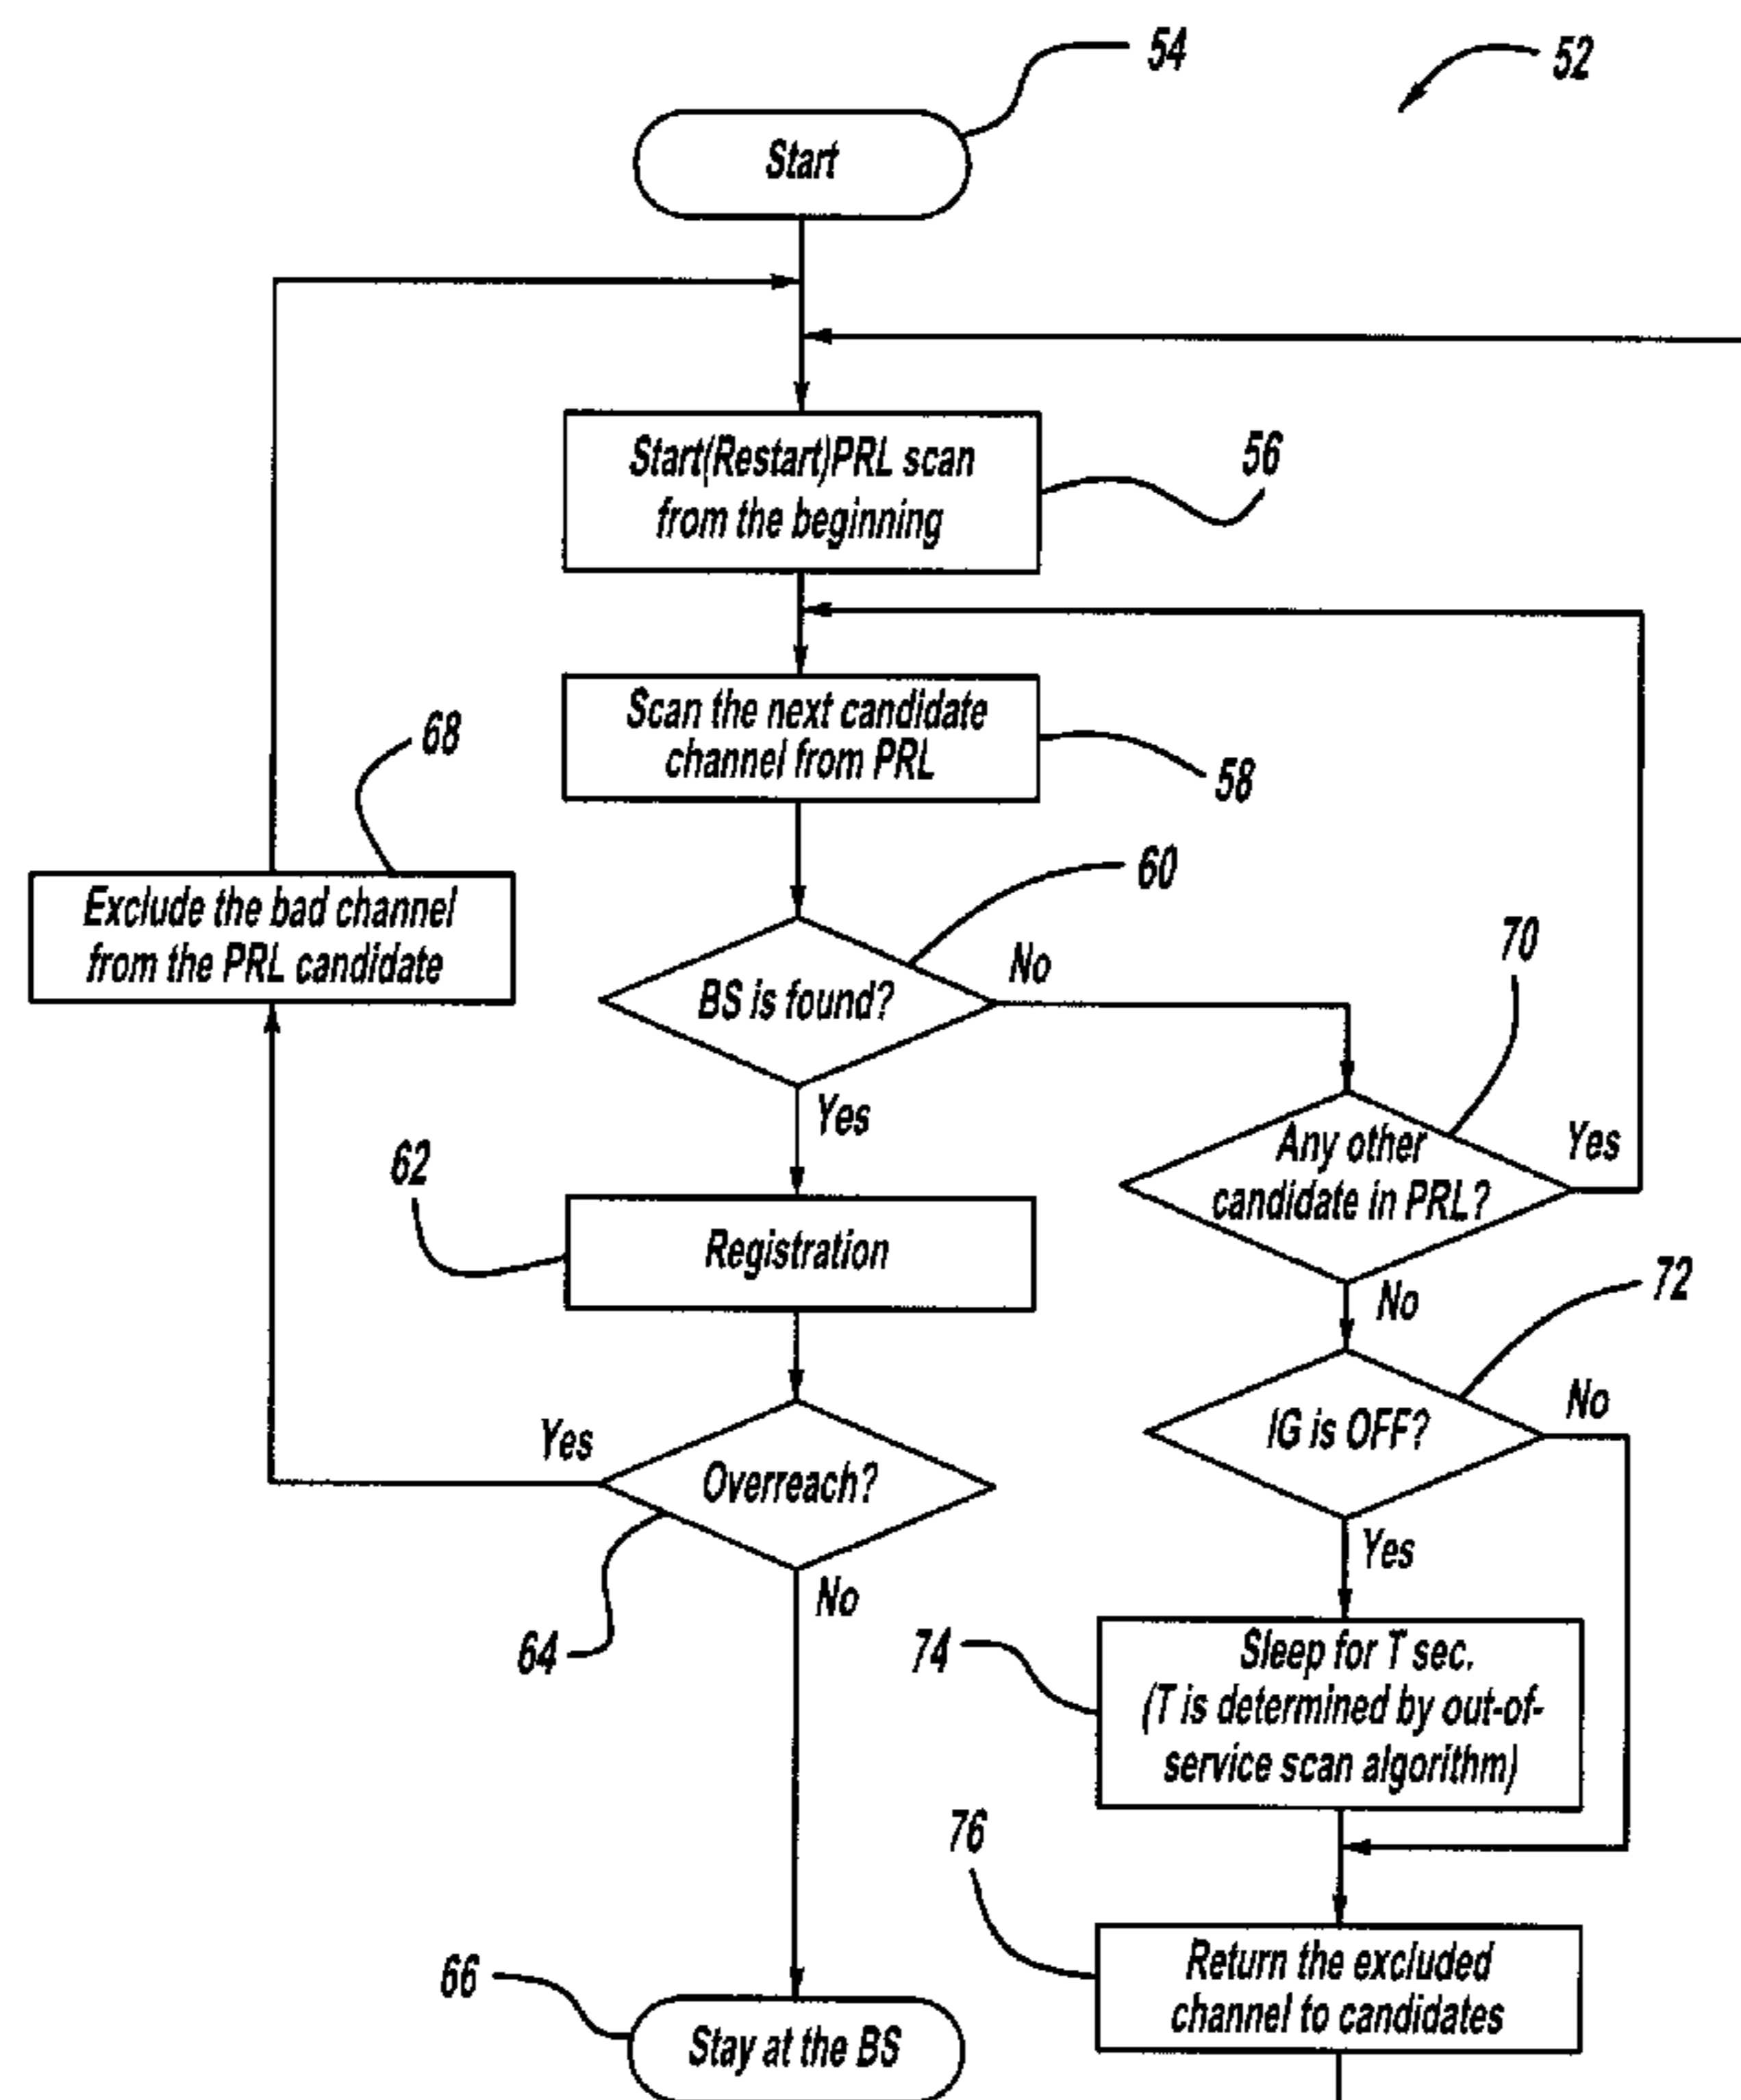 54
52
Start
Start(Restart)PRL scan
from the beginning
56
Scan the next candidate
channel from PRL
58
68
Exclude the bad channel
from the PRL candidate
60
BS is found?
No
Yes
70
Any other
candidate in PRL?
Yes
No
62
Registration
72
IG is OFF?
No
Yes
Overreach?
Yes
No
64
74
Sleep for T sec.
(T is determined by out-of-
service scan algorithm)
76
Return the excluded
channel to candidates
66
Stay at the BS